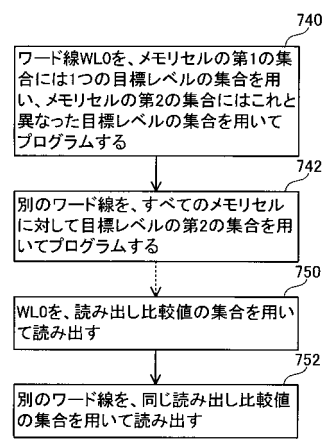 740
ワード線WL0を、メモリセルの第1の集
合には1つの目標レベルの集合を用
い、メモリセルの第2の集合にはこれと
異なった目標レベルの集合を用いて
プログラムする
742
別のワード線を、すべてのメモリセル
に対して目標レベルの第2の集合を用
いてプログラムする
750
WL0を、読み出し比較値の集合を用い
て読み出す
752
別のワード線を、同じ読み出し比較値
の集合を用いて読み出す